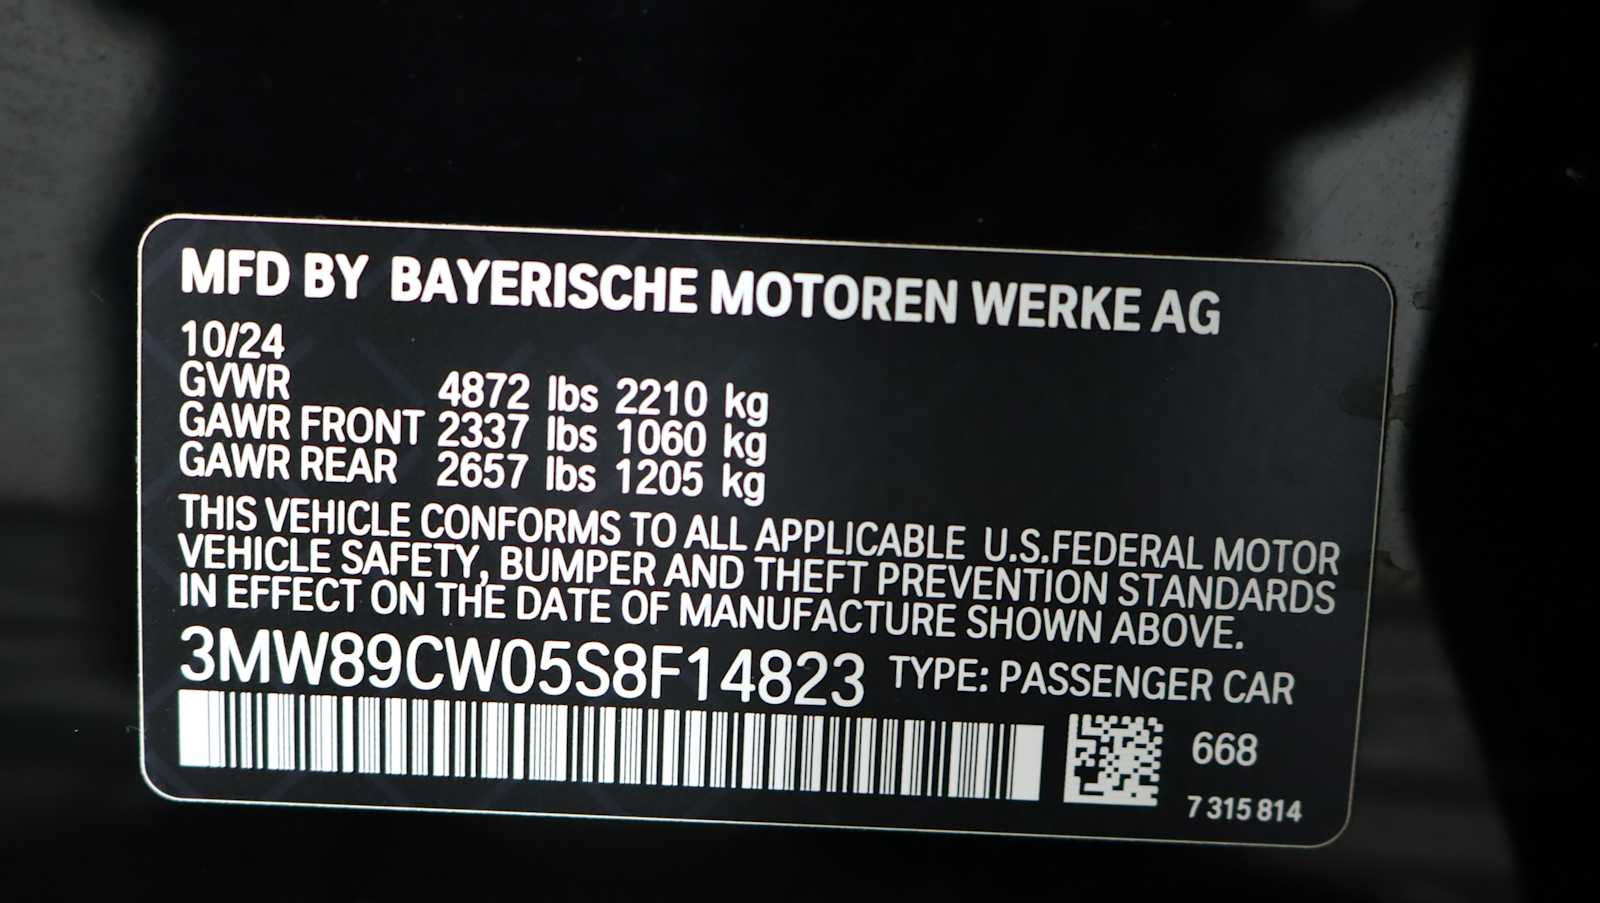 MFD BY BAYERISCHE MOTOREN WERKE AG
10/24
GVWR 4872 lbs 2210 kg
GAWR FRONT 2337 lbs 1060 kg
GAWR REAR 2657 lbs 1205 kg
THIS VEHICLE CONFORMS TO ALL APPLICABLE U.S.FEDERAL MOTOR
VEHICLE SAFETY, BUMPER AND THEFT PREVENTION STANDARDS
IN EFFECT ON THE DATE OF MANUFACTURE SHOWN ABOVE.
3MW89CW05S8F14823 TYPE: PASSENGER CAR
668
7 315 814